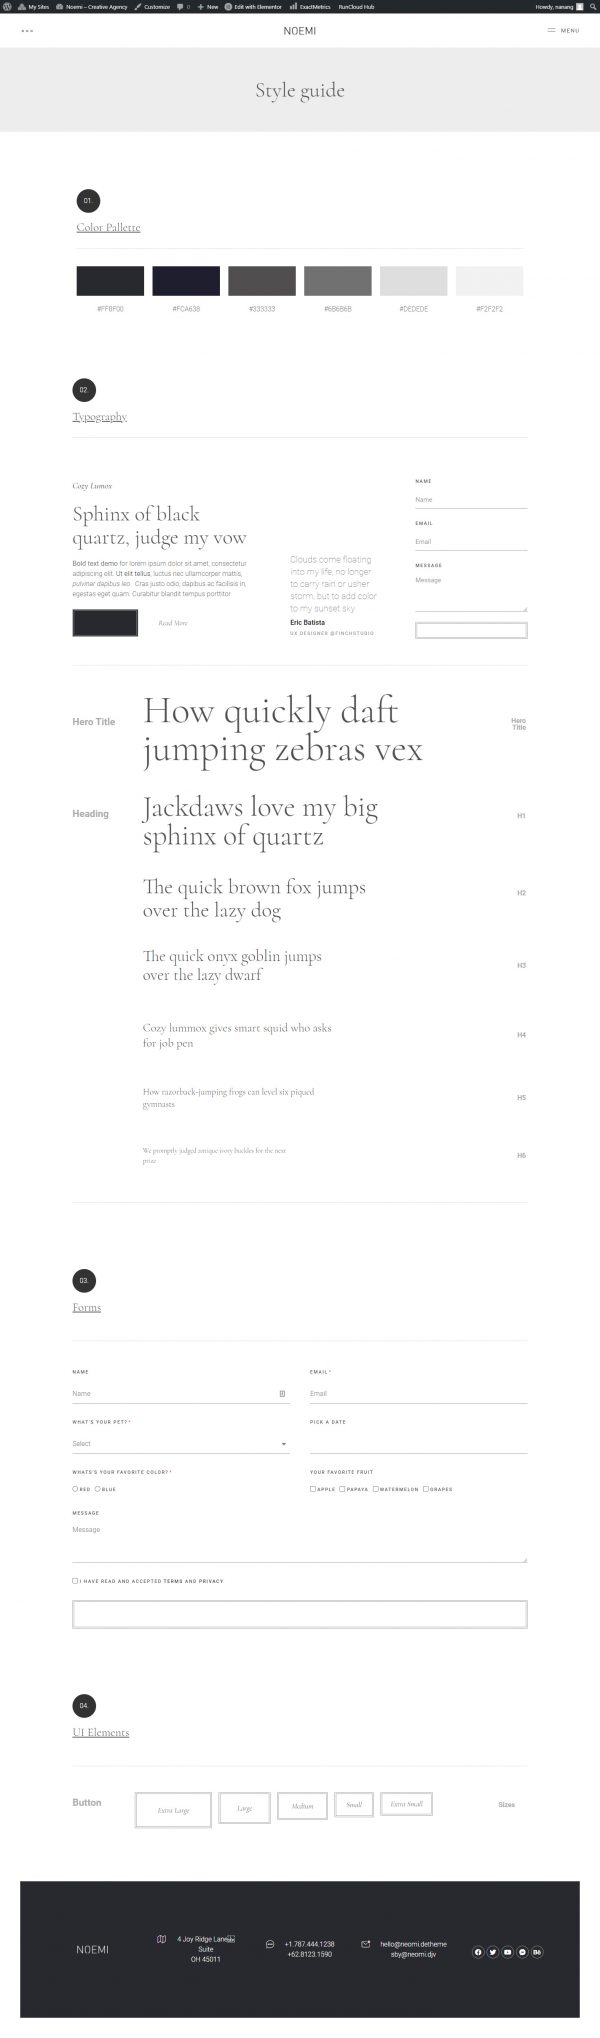 My Sites Noemi – Creative Agency Customize 0 New Edit with Elementor ExactMetrics RunCloud Hub Howdy, nanang
NOEMI MENU
Style guide
01.
Color Pallette
#FF8F00 #FCA63B #333333 #6B6B6B #DEDEDE #F2F2F2
02.
Typography
Cozy Lumox
Sphinx of black
quartz, judge my vow
Bold text demo for lorem ipsum dolor sit amet, consectetur
adipiscing elit. Ut elit tellus, luctus nec ullamcorper mattis,
pulvinar dapibus leo. Cras justo odio, dapibus ac facilisis in,
egestas eget quam. Curabitur blandit tempus porttitor
Read More
Clouds come floating
into my life, no longer
to carry rain or usher
storm, but to add color
to my sunset sky
Eric Batista
UX DESIGNER @FINCHSTUDIO
NAME
Name
EMAIL
Email
MESSAGE
Message
Hero Title
How quickly daft
jumping zebras vex
Hero
Title
Heading
Jackdaws love my big
sphinx of quartz
H1
The quick brown fox jumps
over the lazy dog
H2
The quick onyx goblin jumps
over the lazy dwarf
H3
Cozy lummox gives smart squid who asks
for job pen
H4
How razorback-jumping frogs can level six piqued
gymnasts
H5
We promptly judged antique ivory buckles for the next
prize
H6
03.
Forms
NAME EMAIL*
Name Email
WHAT'S YOUR PET?* PICK A DATE
Select
WHATS'S YOUR FAVORITE COLOR?* YOUR FAVORITE FRUIT
RED BLUE APPLE PAPAYA WATERMELON GRAPES
MESSAGE
Message
I HAVE READ AND ACCEPTED TERMS AND PRIVACY
04.
UI Elements
Button Extra Large Large Medium Small Extra Small Sizes
NOEMI
4 Joy Ridge Lane
Suite
OH 45011
+1.787.444.1238
+62.8123.1590
hello@noemi.detheme
sby@neomi.djv
Bē